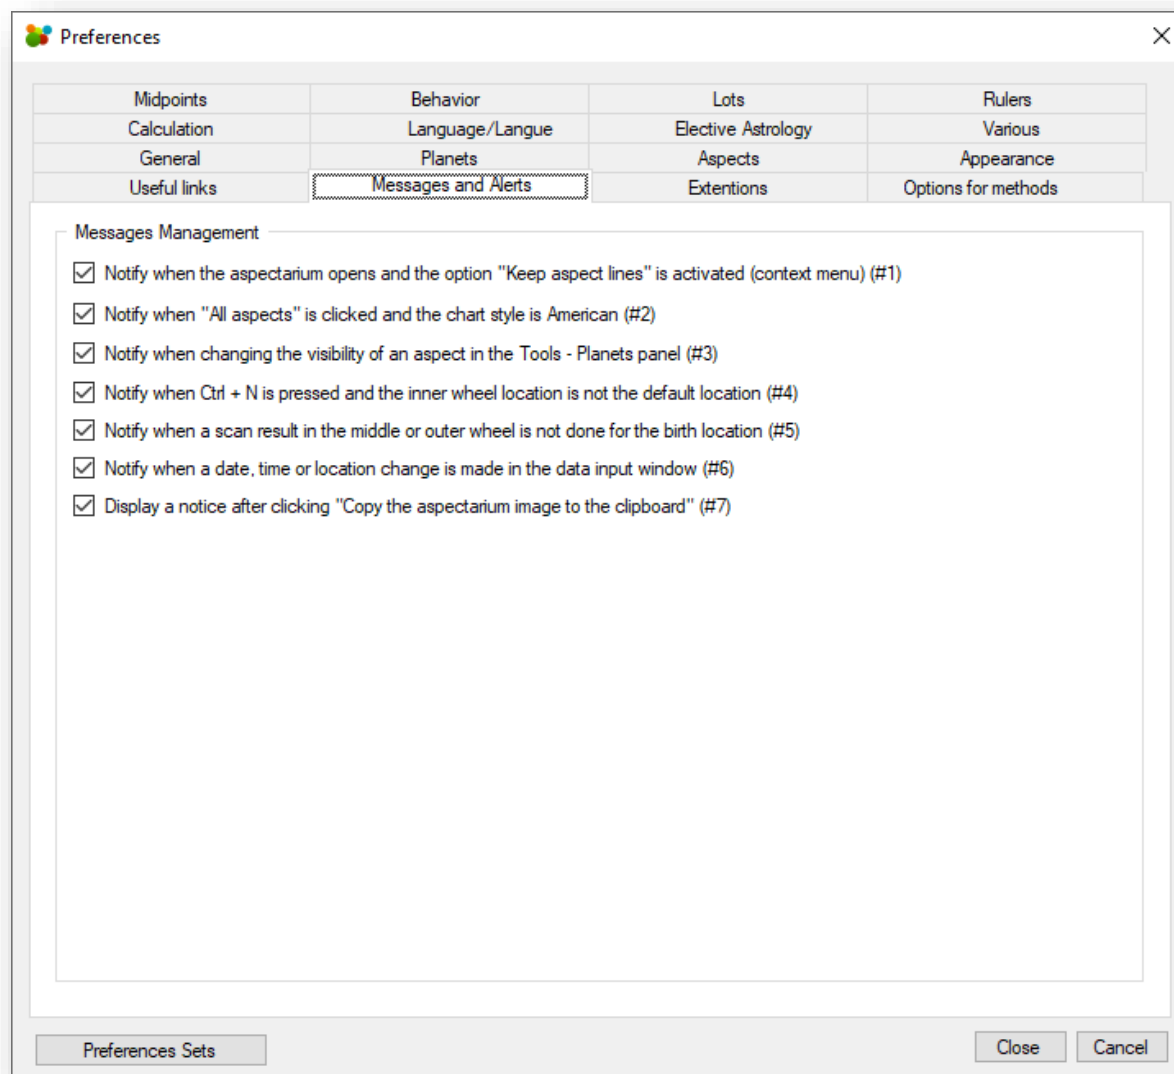 Preferences
Midpoints Behavior Lots Rulers
Calculation Language/Langue Elective Astrology Various
General Planets Aspects Appearance
Useful links Messages and Alerts Extentions Options for methods
Messages Management
Notify when the aspectarium opens and the option "Keep aspect lines" is activated (context menu) (#1)
Notify when "All aspects" is clicked and the chart style is American (#2)
Notify when changing the visibility of an aspect in the Tools - Planets panel (#3)
Notify when Ctrl + N is pressed and the inner wheel location is not the default location (#4)
Notify when a scan result in the middle or outer wheel is not done for the birth location (#5)
Notify when a date, time or location change is made in the data input window (#6)
Display a notice after clicking "Copy the aspectarium image to the clipboard" (#7)
Preferences Sets Close Cancel